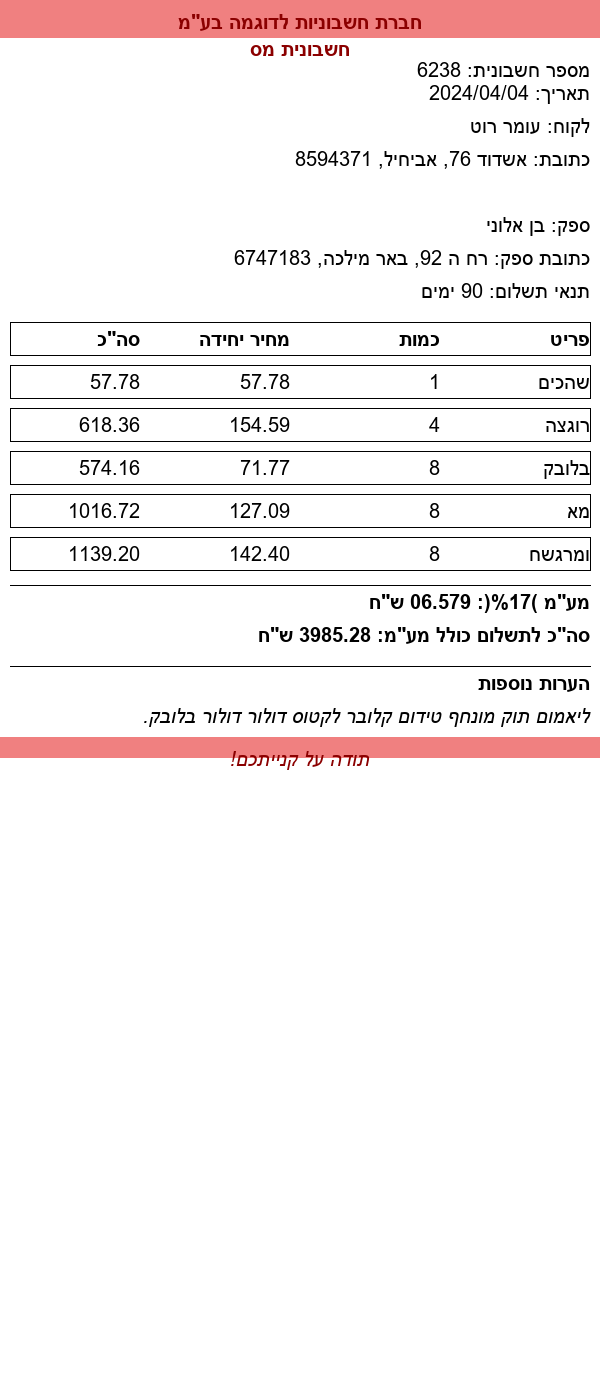 חברת חשבוניות לדוגמה בע"מ
חשבונית מס
מספר חשבונית: 6238
תאריך: 2024/04/04
לקוח: עומר רוט
כתובת: אשדוד 76, אביחיל, 8594371
ספק: בן אלוני
כתובת ספק: רח ה 92, באר מילכה, 6747183
תנאי תשלום: 90 ימים
פריט כמות מחיר יחידה סה"כ
שהכים 1 57.78 57.78
רוגצה 4 154.59 618.36
בלובק 8 71.77 574.16
מא 8 127.09 1016.72
ומרגשח 8 142.40 1139.20
מע"מ )17%(: 06.579 ש"ח
סה"כ לתשלום כולל מע"מ: 3985.28 ש"ח
הערות נוספות
ליאמום תוק מונחף טידום קלובר לקטוס דולור דולור בלובק.
תודה על קנייתכם!